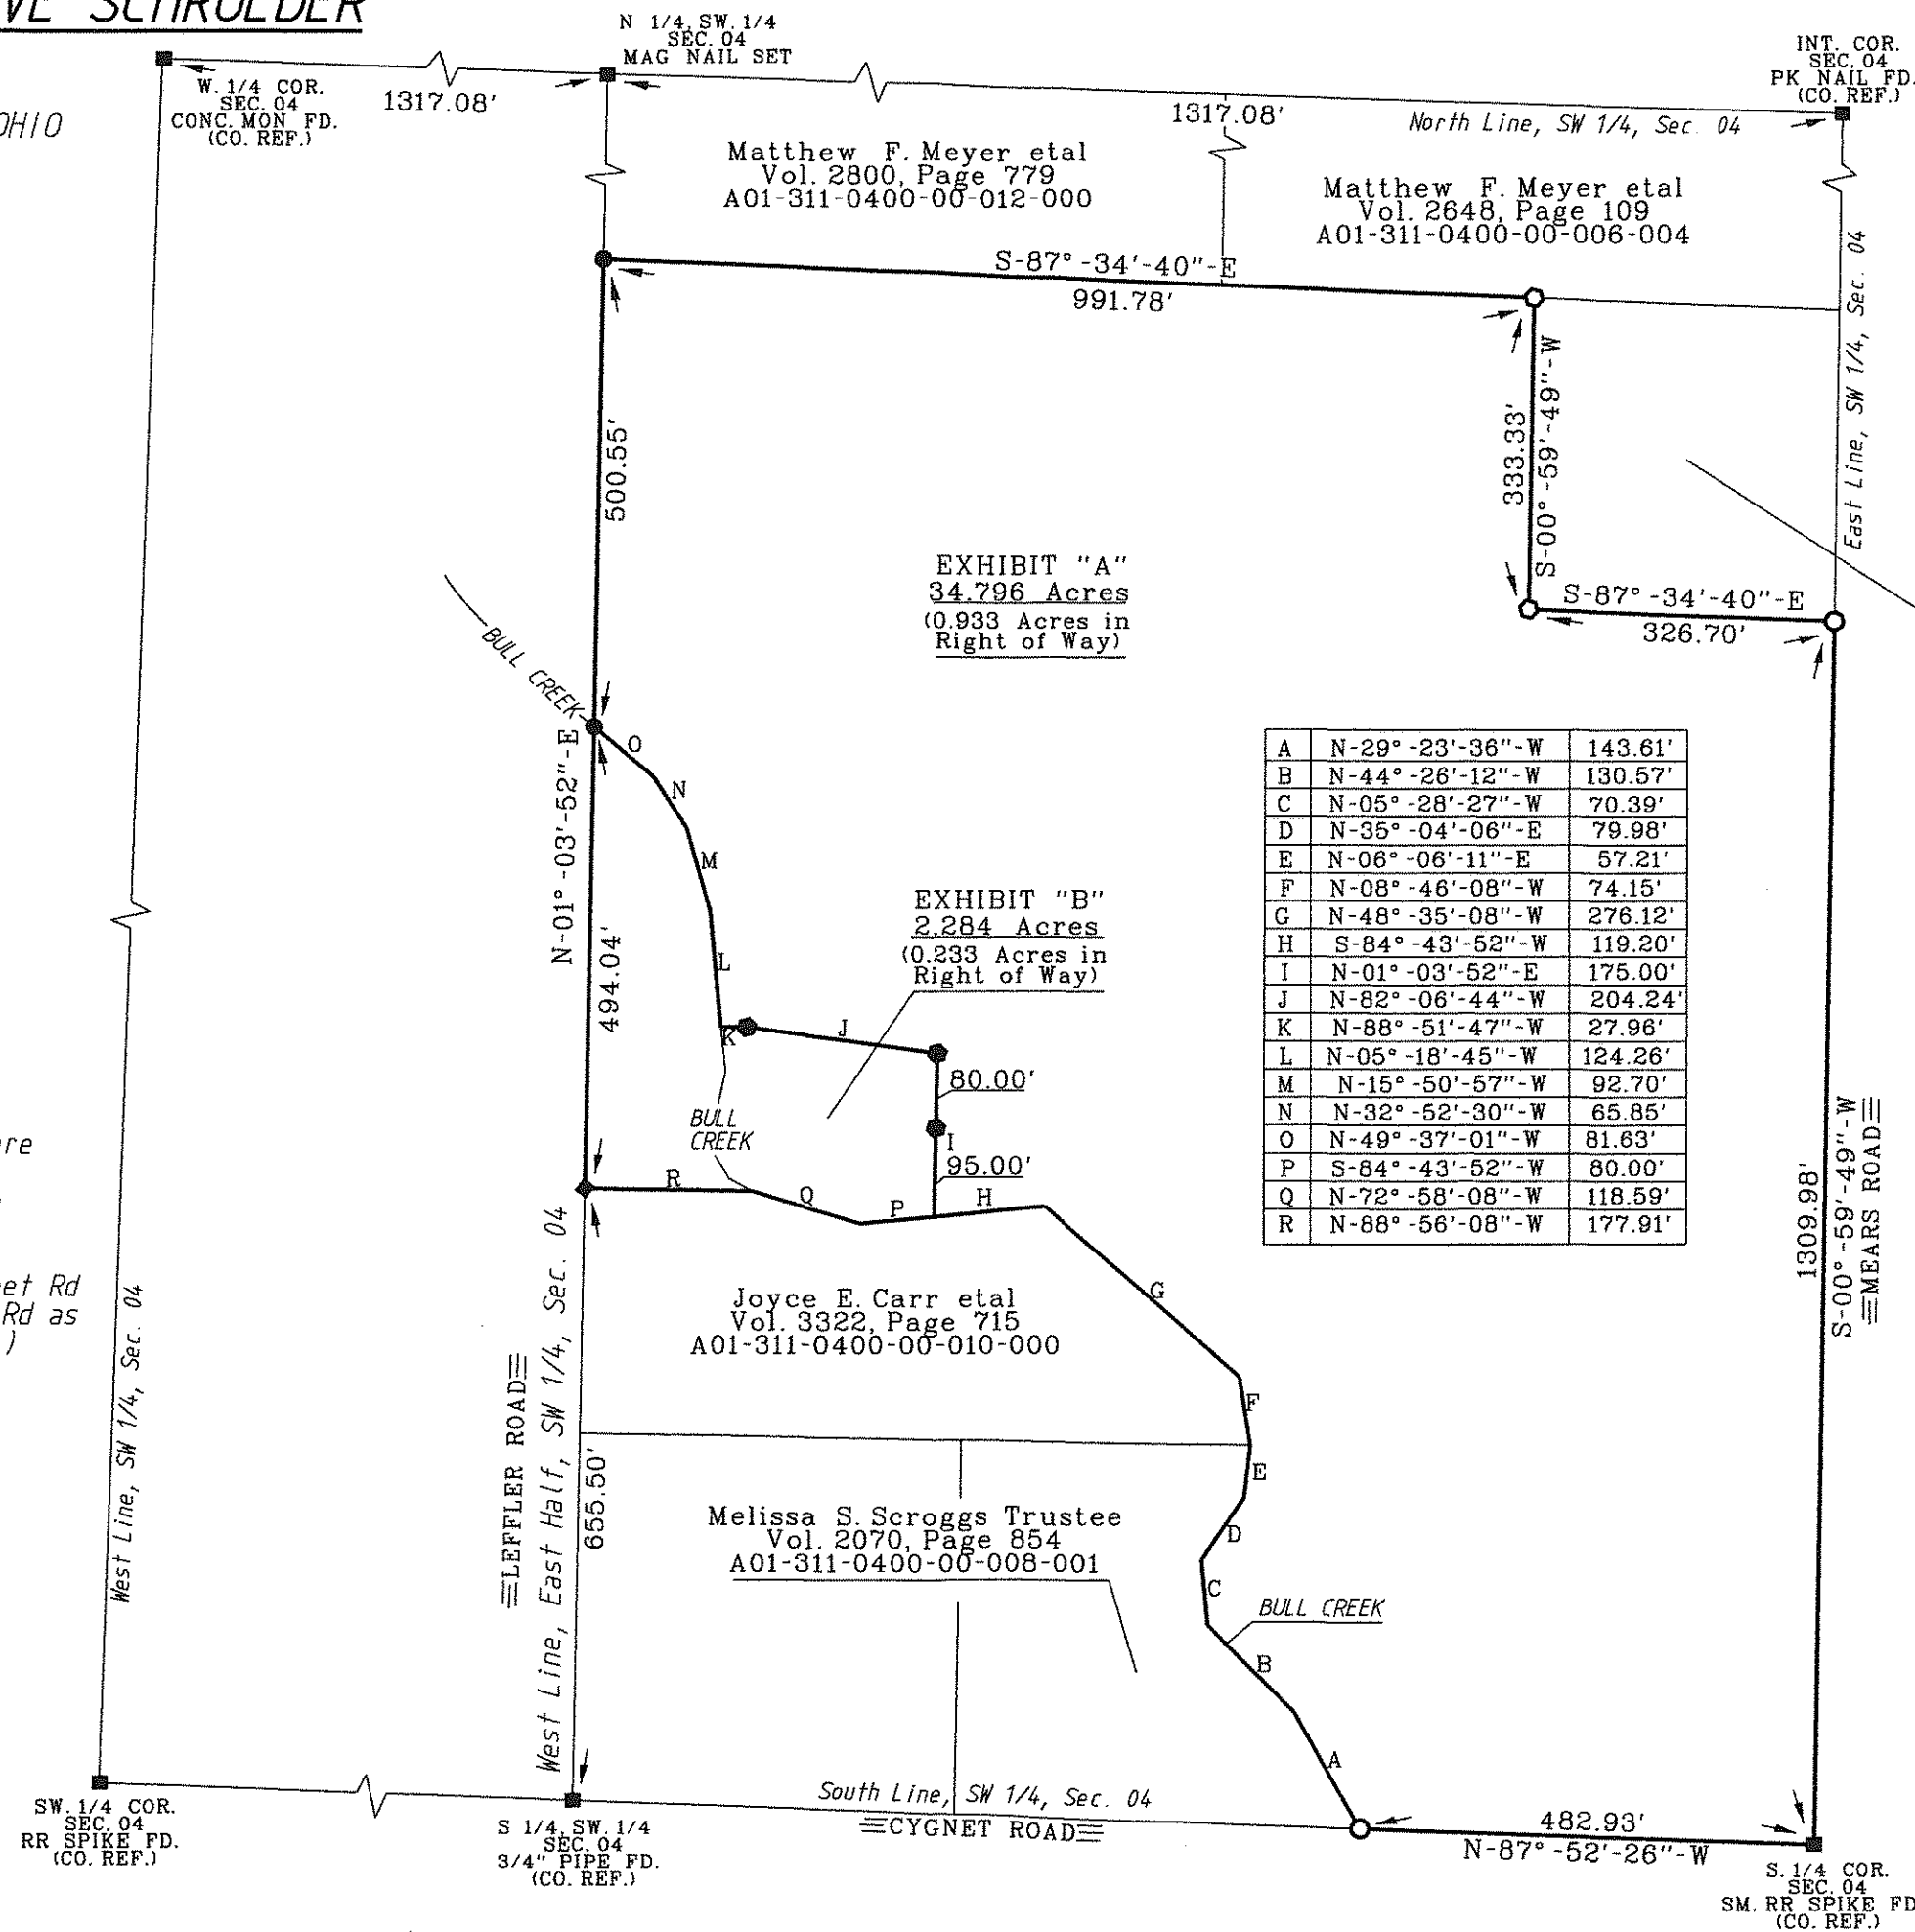 VE SCHROEDER
OHIO
N 1/4, SW. 1/4
SEC. 04
MAG NAIL SET
INT. COR.
SEC. 04
PK NAIL FD.
(CO. REF.)
W. 1/4 COR.
SEC. 04
CONC. MON FD.
(CO. REF.)
1317.08'
1317.08'
North Line, SW 1/4, Sec. 04
Matthew F. Meyer etal
Vol. 2800, Page 779
A01-311-0400-00-012-000
Matthew F. Meyer etal
Vol. 2648, Page 109
A01-311-0400-00-006-004
East Line, SW 1/4, Sec. 04
S-87°-34'-40"-E
991.78'
333.33'
S-00°-59'-49"-W
S-87°-34'-40"-E
326.70'
500.55'
EXHIBIT "A"
34.796 Acres
(0.933 Acres in
Right of Way)
BULL CREEK
N-01°-03'-52"-E
494.04'
O
N
M
L
K
J
EXHIBIT "B"
2.284 Acres
(0.233 Acres in
Right of Way)
A N-29°-23'-36"-W 143.61'
B N-44°-26'-12"-W 130.57'
C N-05°-28'-27"-W 70.39'
D N-35°-04'-06"-E 79.98'
E N-06°-06'-11"-E 57.21'
F N-08°-46'-08"-W 74.15'
G N-48°-35'-08"-W 276.12'
H S-84°-43'-52"-W 119.20'
I N-01°-03'-52"-E 175.00'
J N-82°-06'-44"-W 204.24'
K N-88°-51'-47"-W 27.96'
L N-05°-18'-45"-W 124.26'
M N-15°-50'-57"-W 92.70'
N N-32°-52'-30"-W 65.85'
O N-49°-37'-01"-W 81.63'
P S-84°-43'-52"-W 80.00'
Q N-72°-58'-08"-W 118.59'
R N-88°-56'-08"-W 177.91'
80.00'
I
95.00'
BULL
CREEK
R
Q
P
H
G
F
E
D
C
B
A
ere
et Rd
Rd as
)
1309.98'
S-00°-59'-49"-W
MEARS ROAD
Joyce E. Carr etal
Vol. 3322, Page 715
A01-311-0400-00-010-000
West Line, SW 1/4, Sec. 04
LEFFLER ROAD
West Line, East Half, SW 1/4, Sec. 04
655.50'
Melissa S. Scroggs Trustee
Vol. 2070, Page 854
A01-311-0400-00-008-001
BULL CREEK
South Line, SW 1/4, Sec. 04
CYGNET ROAD
482.93'
N-87°-52'-26"-W
SW. 1/4 COR.
SEC. 04
RR SPIKE FD.
(CO. REF.)
S 1/4, SW. 1/4
SEC. 04
3/4" PIPE FD.
(CO. REF.)
S. 1/4 COR.
SEC. 04
SM. RR SPIKE FD
(CO. REF.)